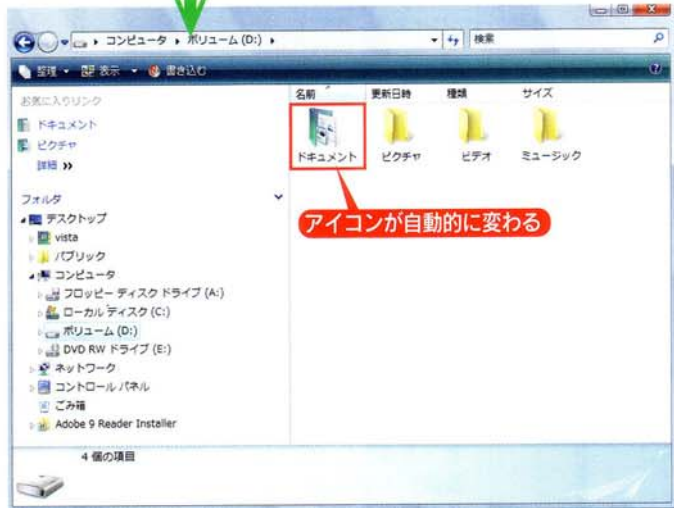 コンピュータ ▸ ボリューム (D:) ▸
検索
整理 表示 書き込む
お気に入りリンク
ドキュメント
ピクチャ
詳細 »
フォルダ
デスクトップ
vista
パブリック
コンピュータ
フロッピー ディスク ドライブ (A:)
ローカル ディスク (C:)
ボリューム (D:)
DVD RW ドライブ (E:)
ネットワーク
コントロール パネル
ごみ箱
Adobe 9 Reader Installer
名前 更新日時 種類 サイズ
ドキュメント ピクチャ ビデオ ミュージック
アイコンが自動的に変わる
4 個の項目